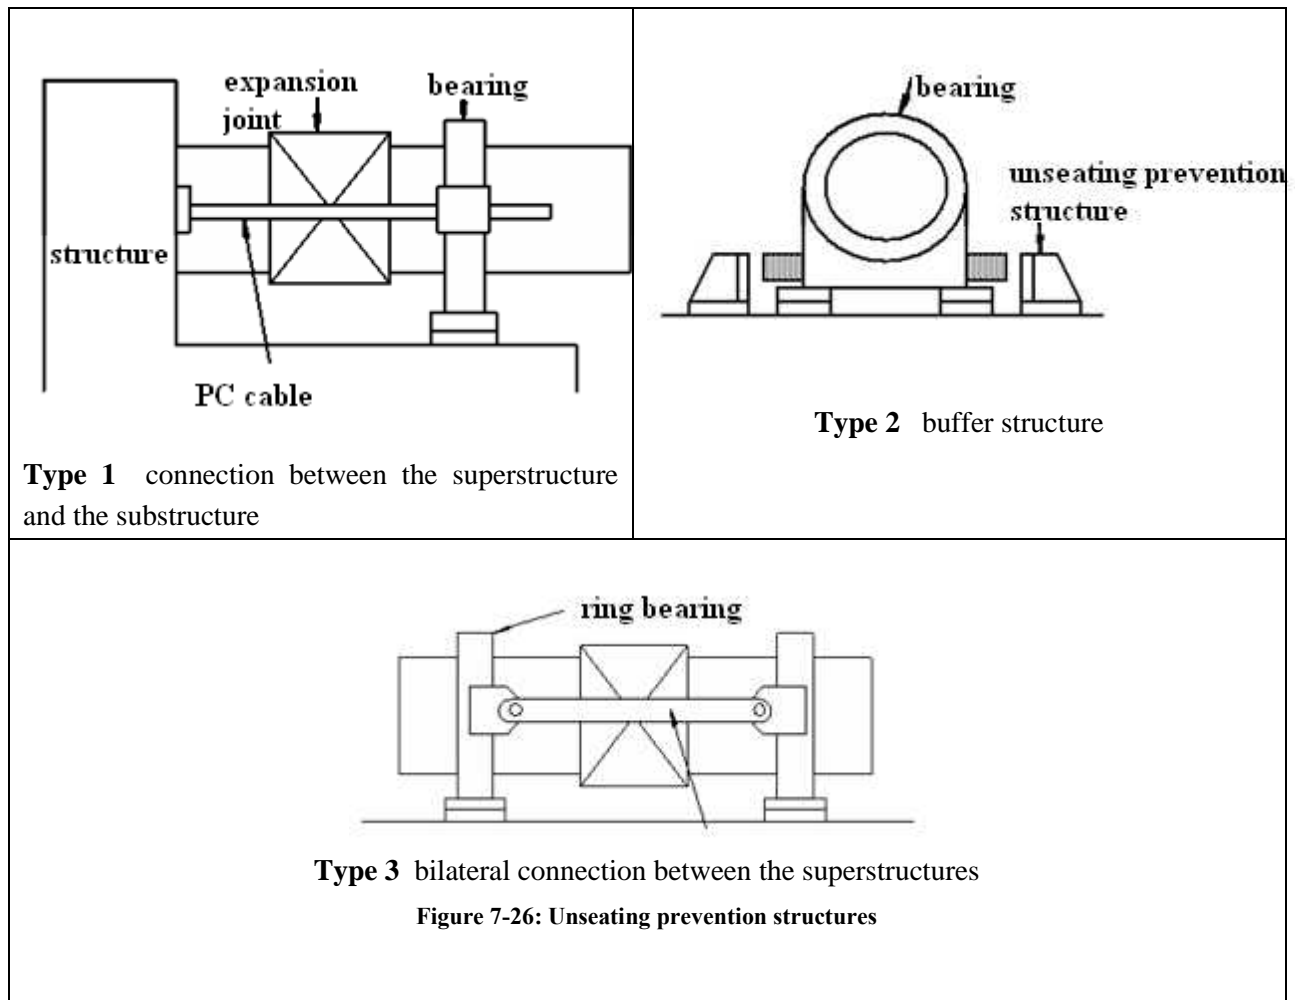 expansion
joint
bearing
structure
PC cable
Type 1 connection between the superstructure
and the substructure
bearing
unseating prevention
structure
Type 2 buffer structure
ring bearing
Type 3 bilateral connection between the superstructures
Figure 7-26: Unseating prevention structures